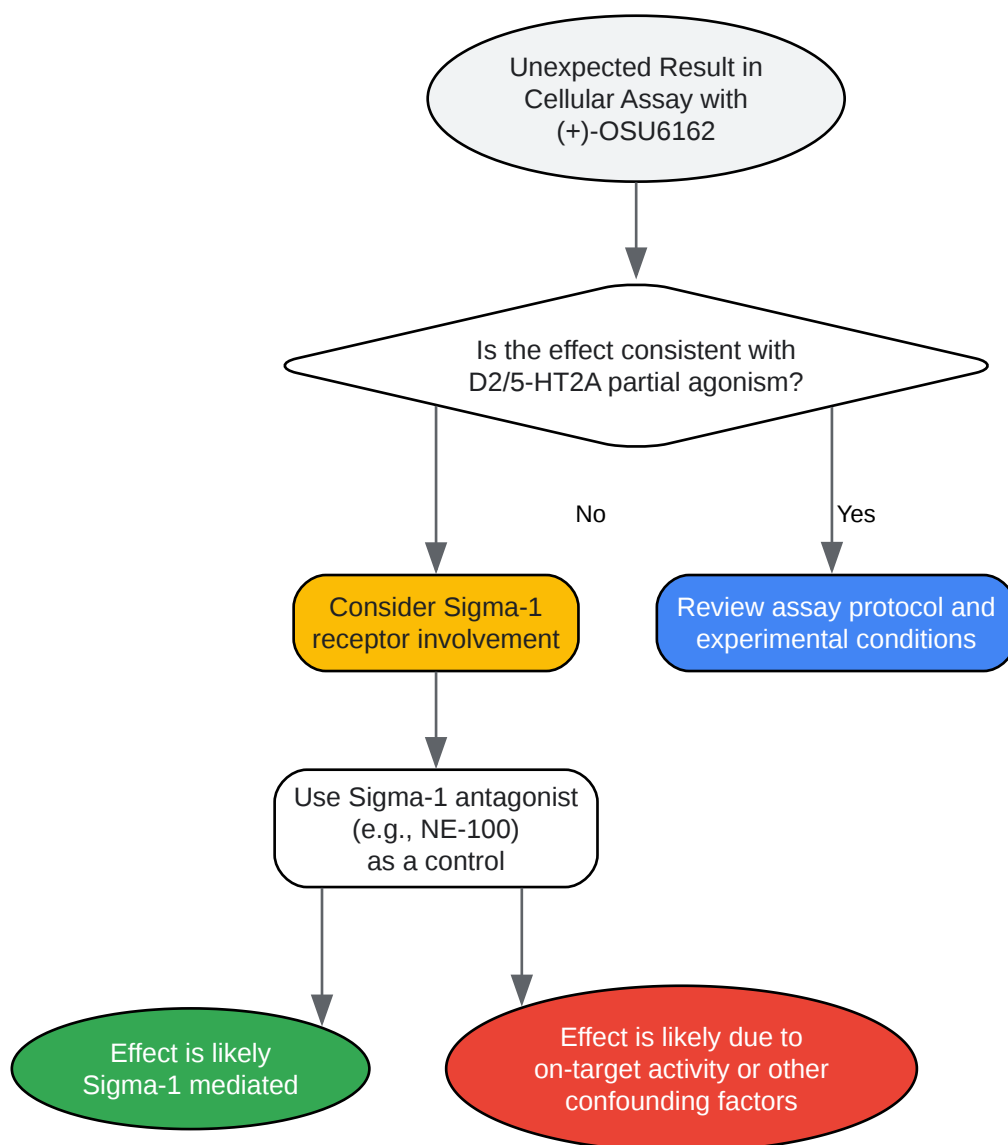 Unexpected Result in
Cellular Assay with
(+)-OSU6162
Is the effect consistent with
D2/5-HT2A partial agonism?
No
Yes
Consider Sigma-1
receptor involvement
Review assay protocol and
experimental conditions
Use Sigma-1 antagonist
(e.g., NE-100)
as a control
Effect is likely
Sigma-1 mediated
Effect is likely due to
on-target activity or other
confounding factors